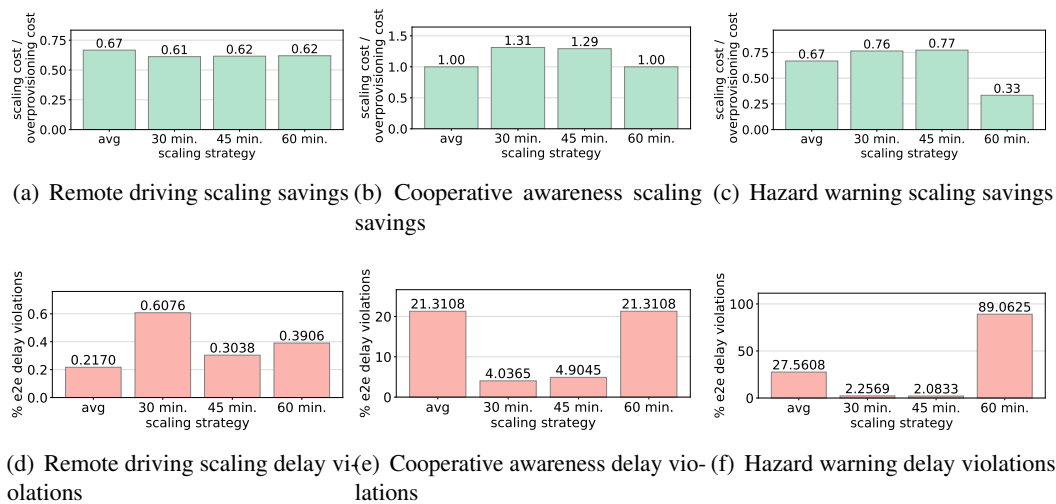 scaling cost /
overprovisioning cost
0.75
0.50
0.25
0.00
0.67
0.61
0.62
0.62
avg
30 min.
45 min.
60 min.
scaling strategy
scaling cost /
overprovisioning cost
1.5
1.0
0.5
0.0
1.00
1.31
1.29
1.00
avg
30 min.
45 min.
60 min.
scaling strategy
scaling cost /
overprovisioning cost
0.75
0.50
0.25
0.00
0.67
0.76
0.77
0.33
avg
30 min.
45 min.
60 min.
scaling strategy
(a) Remote driving scaling savings
(b) Cooperative awareness scaling
savings
(c) Hazard warning scaling savings
% e2e delay violations
0.6
0.4
0.2
0.0
0.2170
0.6076
0.3038
0.3906
avg
30 min.
45 min.
60 min.
scaling strategy
% e2e delay violations
20
10
0
21.3108
4.0365
4.9045
21.3108
avg
30 min.
45 min.
60 min.
scaling strategy
% e2e delay violations
100
50
0
27.5608
2.2569
2.0833
89.0625
avg
30 min.
45 min.
60 min.
scaling strategy
(d) Remote driving scaling delay vi-
olations
(e) Cooperative awareness delay vio-
lations
(f) Hazard warning delay violations